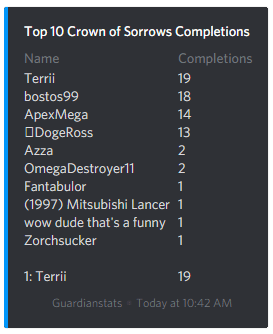 Top 10 Crown of Sorrows Completions
Name Completions
Terrii 19
bostos99 18
ApexMega 14
DogeRoss 13
Azza 2
OmegaDestroyer11 2
Fantabulor 1
(1997) Mitsubishi Lancer 1
wow dude that's a funny 1
Zorchsucker 1
1: Terrii 19
Guardianstats • Today at 10:42 AM